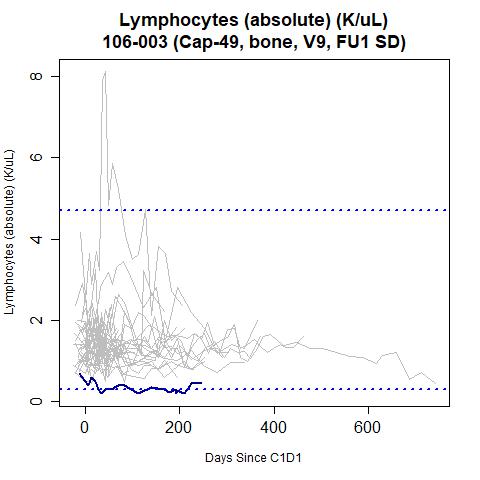 Lymphocytes (absolute) (K/uL)
106-003 (Cap-49, bone, V9, FU1 SD)
Lymphocytes (absolute) (K/uL)
8
6
4
2
0
0 200 400 600
Days Since C1D1